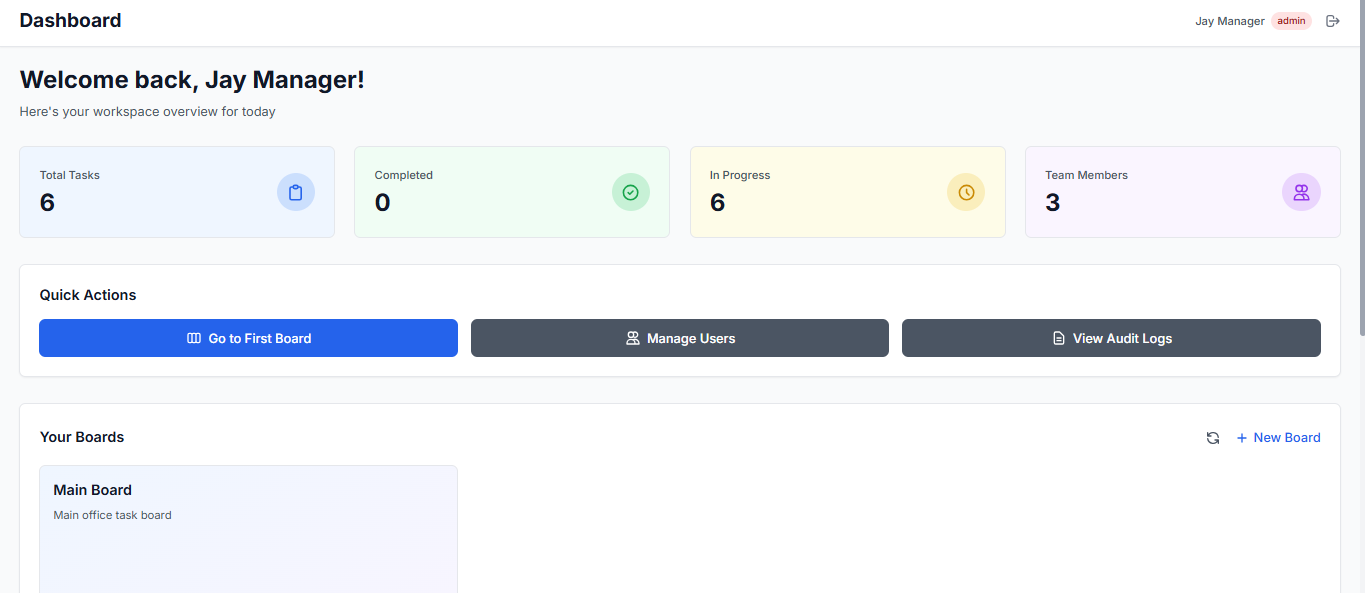 Dashboard
Jay Manager admin
Welcome back, Jay Manager!
Here's your workspace overview for today
Total Tasks
6
Completed
0
In Progress
6
Team Members
3
Quick Actions
Go to First Board
Manage Users
View Audit Logs
Your Boards
+ New Board
Main Board
Main office task board